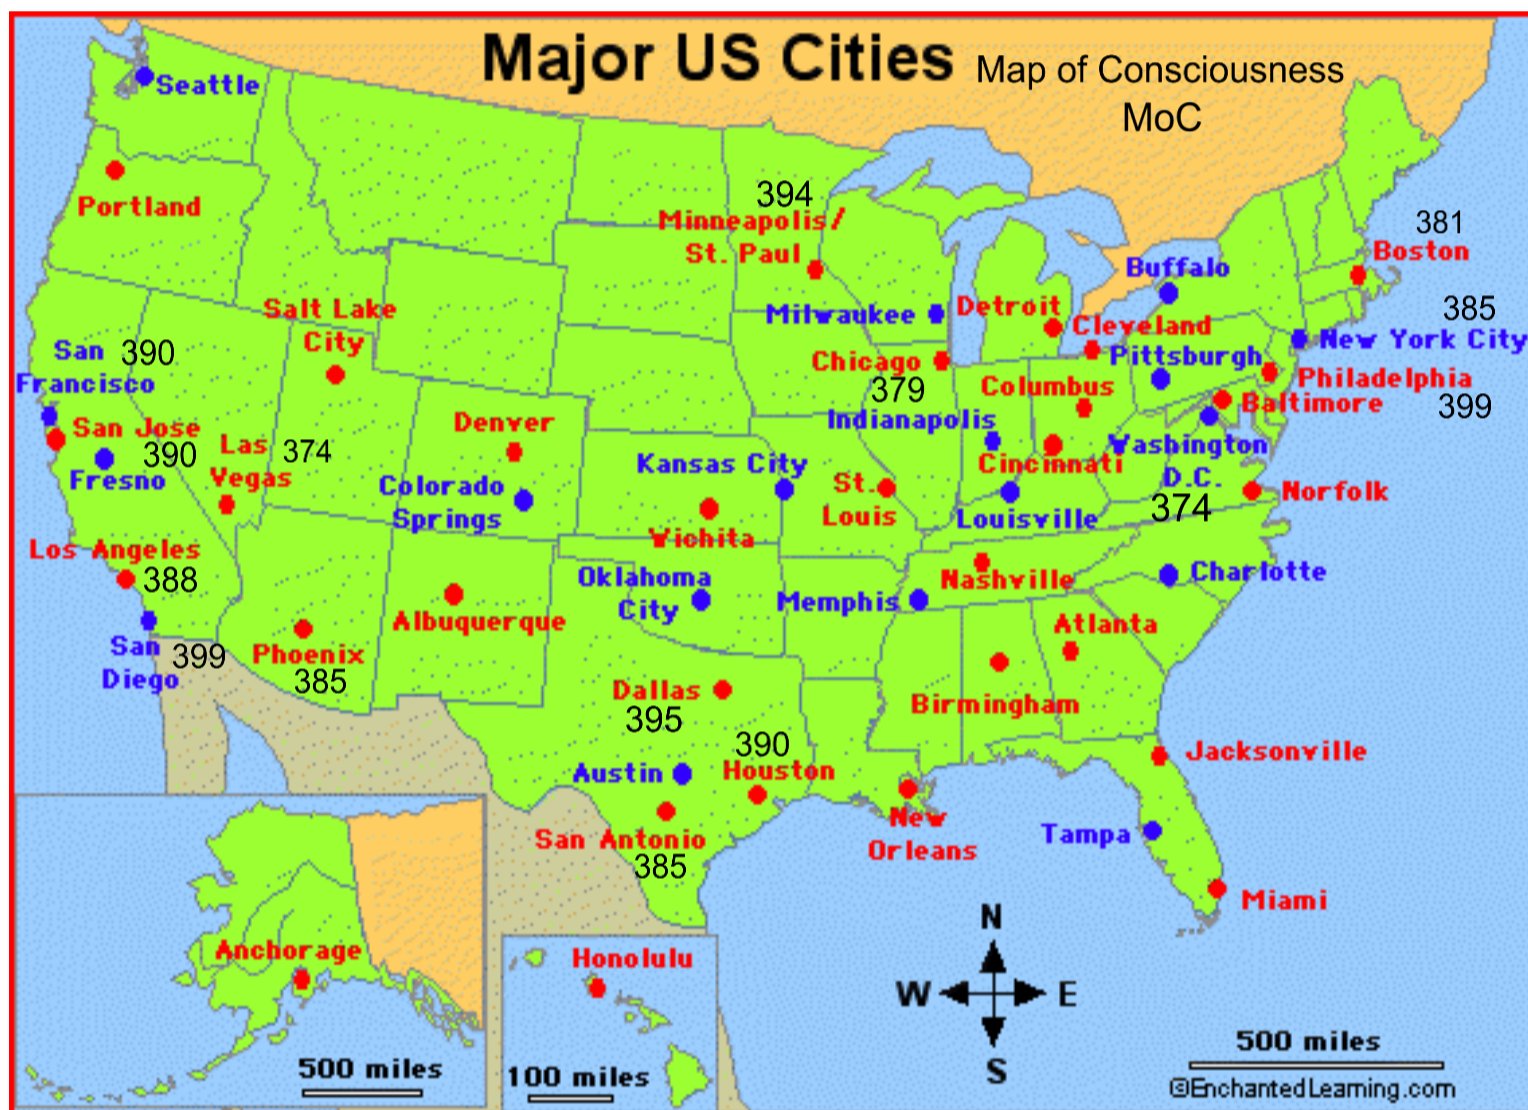 Major US Cities
Map of Consciousness
MoC
Seattle
Portland
394
Minneapolis/
St. Paul
381
Boston
Buffalo
Salt Lake
City
Milwaukee
Detroit
Cleveland
385
New York City
San
Francisco
390
Chicago
379
Pittsburgh
Philadelphia
Columbus
Baltimore
399
San Jose
390
Las
Vegas
374
Denver
Indianapolis
Washington
D.C.
374
Fresno
Colorado
Springs
Kansas City
St.
Louis
Cincinnati
Norfolk
Wichita
Louisville
Los Angeles
388
Oklahoma
City
Memphis
Nashville
Charlotte
Albuquerque
San
Diego
399
Phoenix
385
Atlanta
Dallas
395
Birmingham
390
Houston
Austin
Jacksonville
San Antonio
385
New
Orleans
Tampa
Miami
Anchorage
500 miles
Honolulu
100 miles
N
W
E
S
500 miles
©EnchantedLearning.com